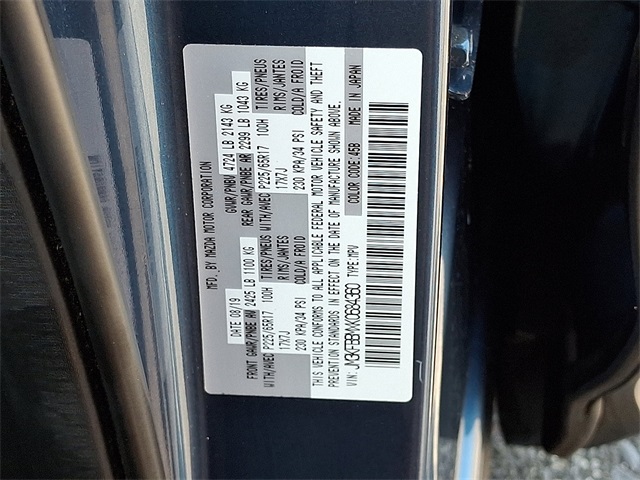 MFD. BY MAZDA MOTOR CORPORATION
DATE 08/19 GVWR/PNBV 4724 LB 2143 KG
FRONT GAWR/PNBE AV 2425 LB 1100 KG REAR GAWR/PNBE AR 2299 LB 1043 KG
WITH/AVEC TIRES/PNEUS WITH/AVEC TIRES/PNEUS
P225/65R17 100H P225/65R17 100H
RIMS/JANTES RIMS/JANTES
17X7J 17X7J
COLD/A FROID COLD/A FROID
230 KPA/34 PSI 230 KPA/34 PSI
THIS VEHICLE CONFORMS TO ALL APPLICABLE FEDERAL MOTOR VEHICLE SAFETY AND THEFT
PREVENTION STANDARDS IN EFFECT ON THE DATE OF MANUFACTURE SHOWN ABOVE.
VIN: TYPE:MPV COLOR CODE:45B MADE IN JAPAN